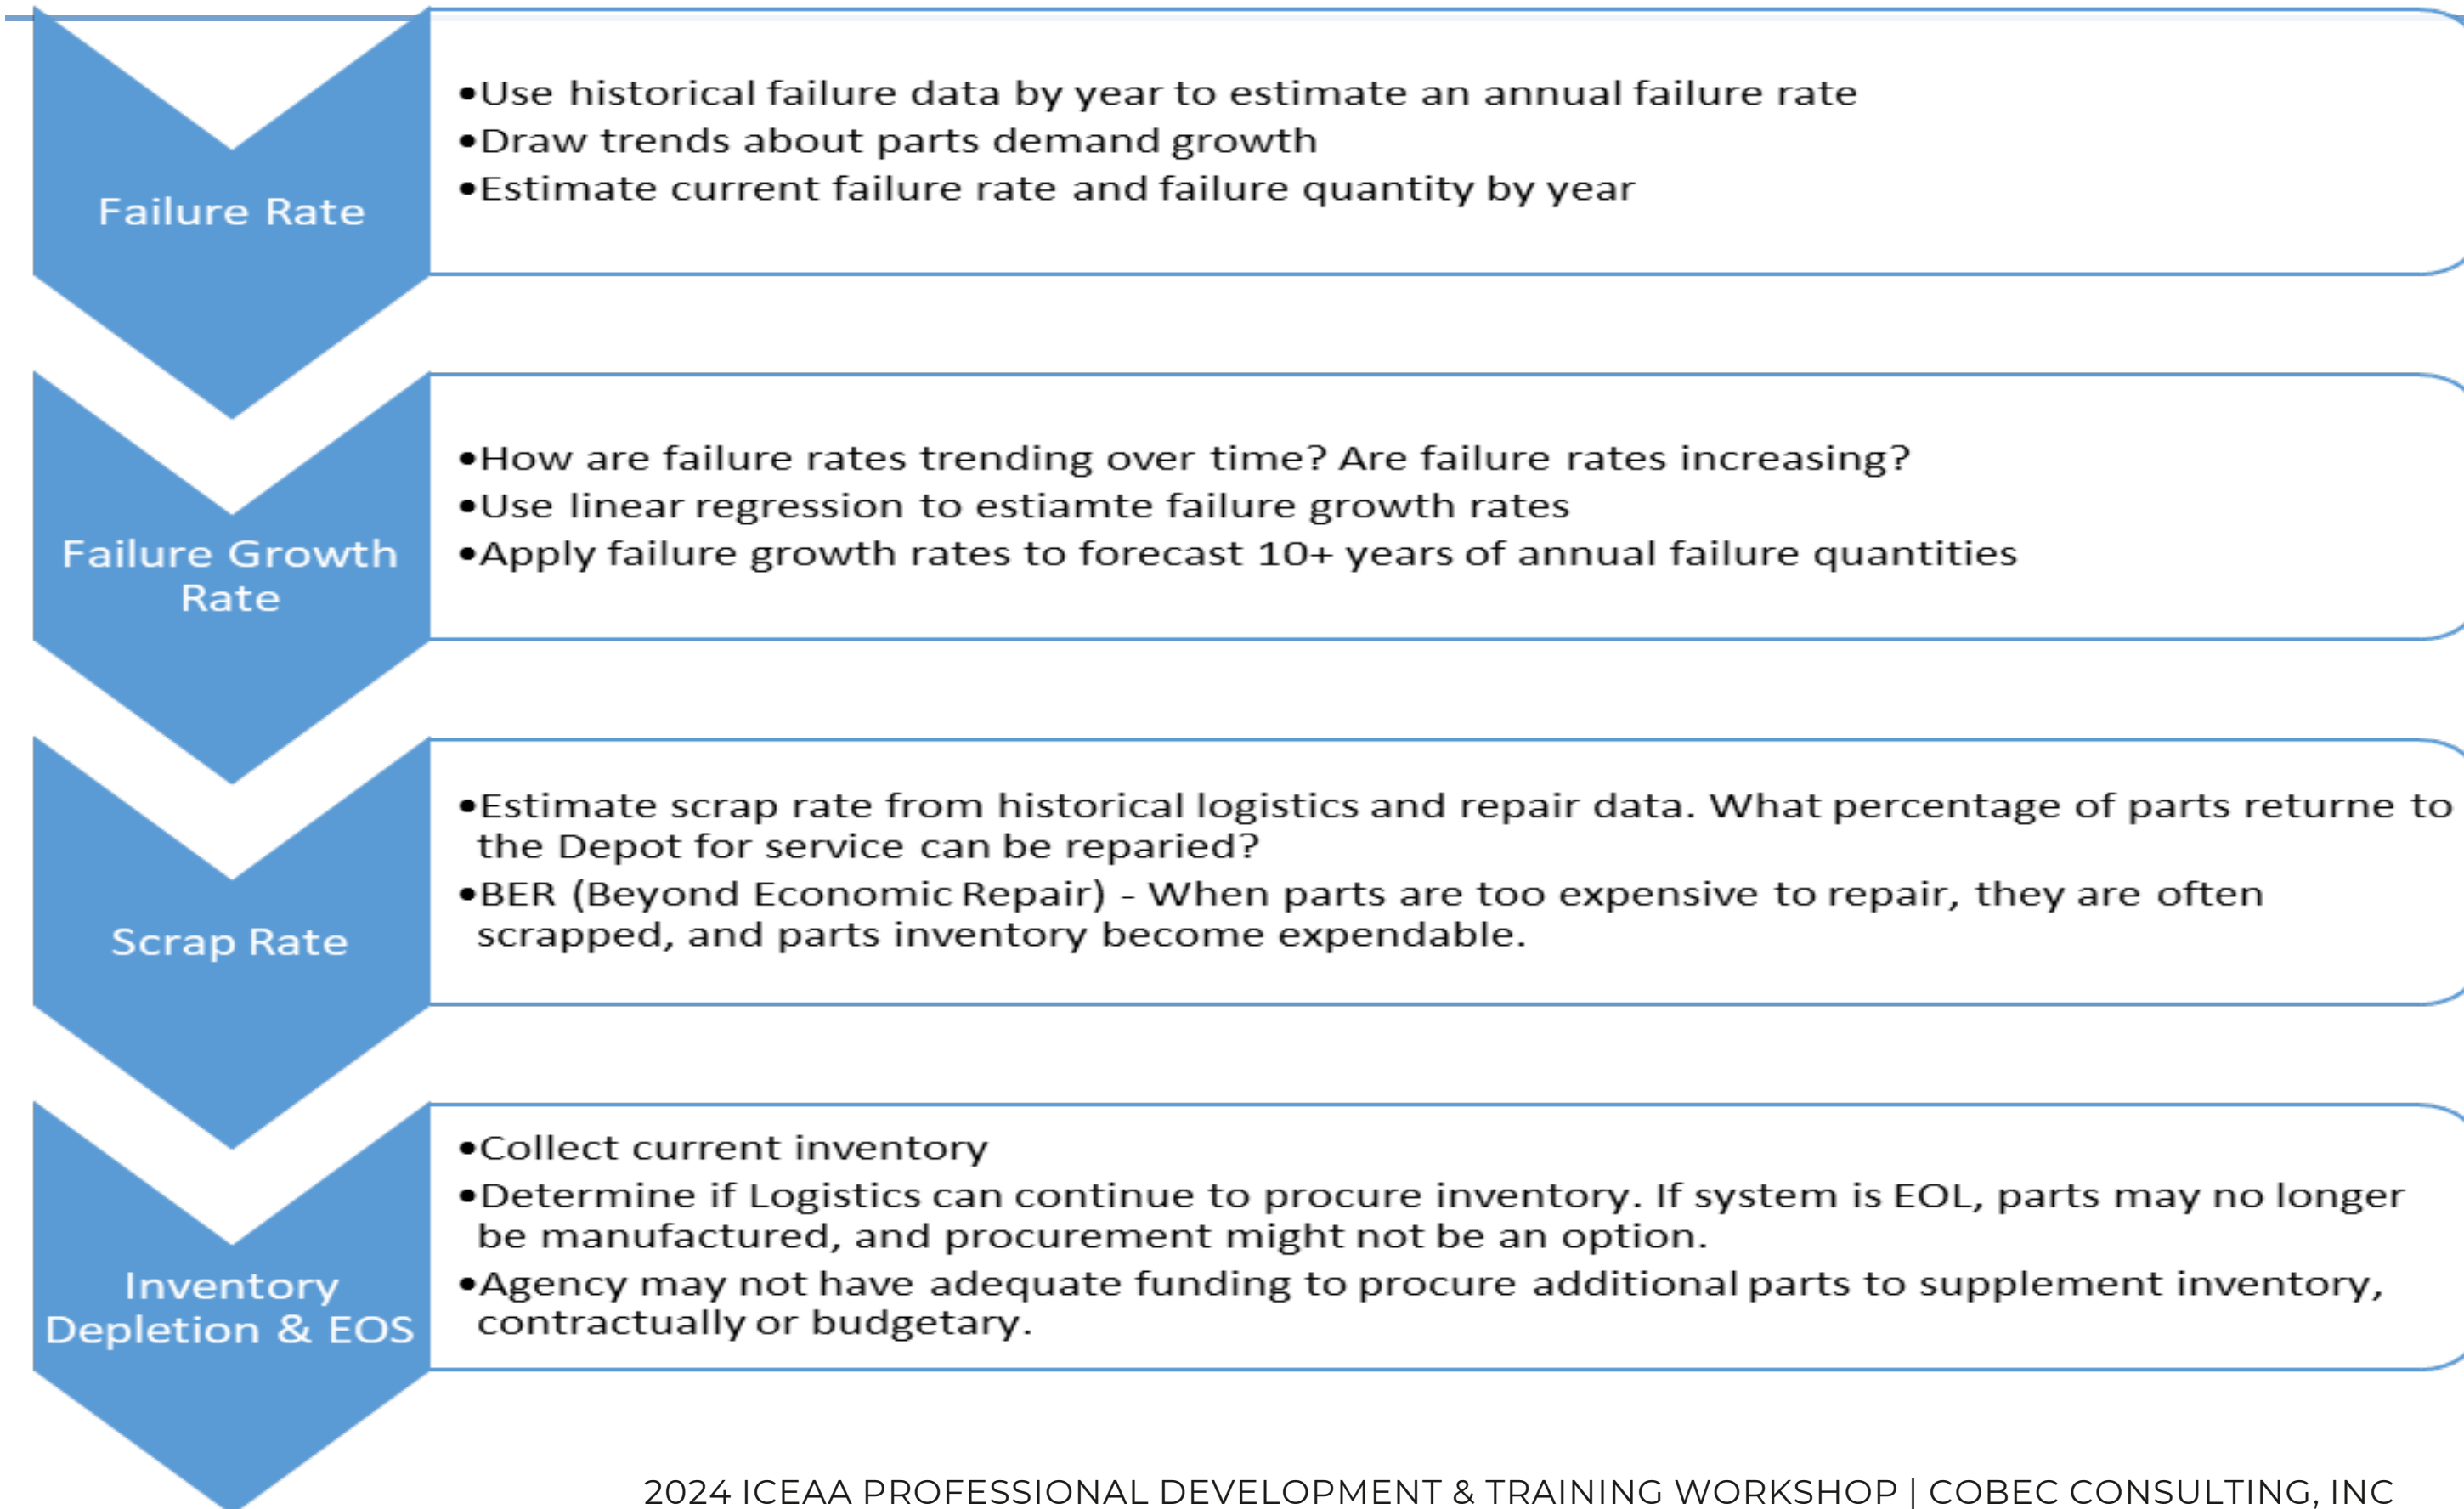 Failure Rate
•Use historical failure data by year to estimate an annual failure rate
•Draw trends about parts demand growth
•Estimate current failure rate and failure quantity by year
Failure Growth
Rate
•How are failure rates trending over time? Are failure rates increasing?
•Use linear regression to estiamte failure growth rates
•Apply failure growth rates to forecast 10+ years of annual failure quantities
Scrap Rate
•Estimate scrap rate from historical logistics and repair data. What percentage of parts returne to
the Depot for service can be reparied?
•BER (Beyond Economic Repair) - When parts are too expensive to repair, they are often
scrapped, and parts inventory become expendable.
Inventory
Depletion & EOS
•Collect current inventory
•Determine if Logistics can continue to procure inventory. If system is EOL, parts may no longer
be manufactured, and procurement might not be an option.
•Agency may not have adequate funding to procure additional parts to supplement inventory,
contractually or budgetary.
2024 ICEAA PROFESSIONAL DEVELOPMENT & TRAINING WORKSHOP | COBEC CONSULTING, INC